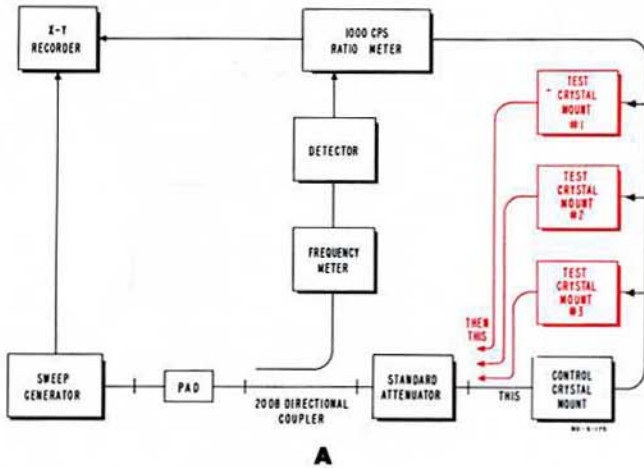 X-Y
RECORDER
1000 CPS
RATIO METER
TEST
CRYSTAL
MOUNT
#1
DETECTOR
TEST
CRYSTAL
MOUNT
#2
FREQUENCY
METER
TEST
CRYSTAL
MOUNT
#3
THEN
THIS
SWEEP
GENERATOR
PAD
20DB DIRECTIONAL
COUPLER
STANDARD
ATTENUATOR
THIS
CONTROL
CRYSTAL
MOUNT
A